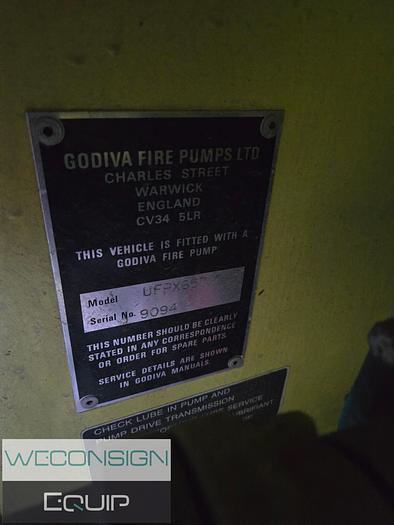 GODIVA FIRE PUMPS LTD
CHARLES STREET
WARWICK
ENGLAND
CV34 5LR
THIS VEHICLE IS FITTED WITH A
GODIVA FIRE PUMP
Model
Serial No. 9094
THIS NUMBER SHOULD BE CLEARLY
STATED IN ANY CORRESPONDENCE
OR ORDER FOR SPARE PARTS
SERVICE DETAILS ARE SHOWN
IN GODIVA MANUALS.
CHECK LUBE IN PUMP AND
PUMP DRIVE TRANSMISSION
SERVICE
WECONSIGN
EQUIP